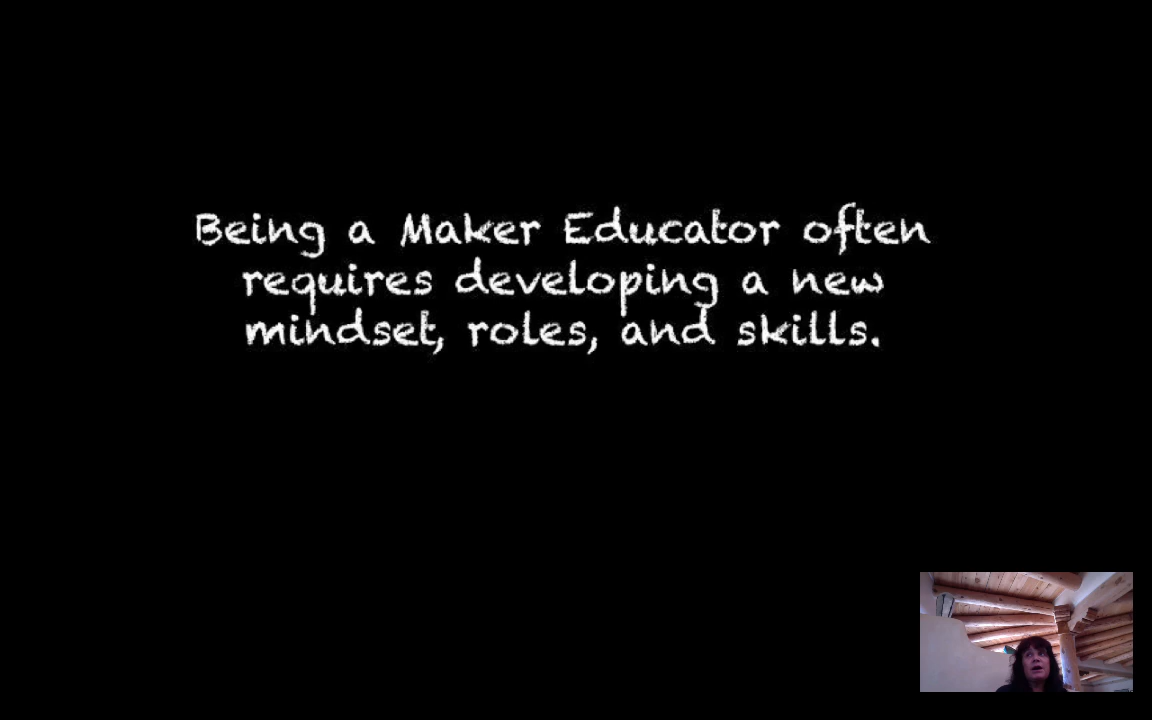 Being a Maker Educator often
requires developing a new
mindset, roles, and skills.